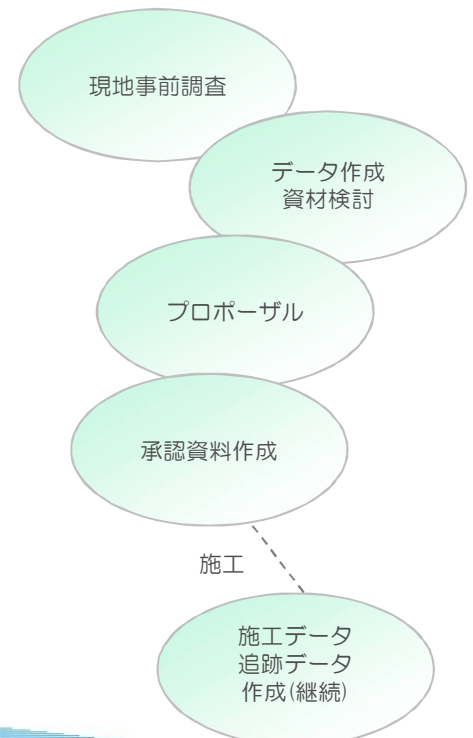 現地事前調査
データ作成
資材検討
プロポーザル
承認資料作成
施工
施工データ
追跡データ
作成(継続)